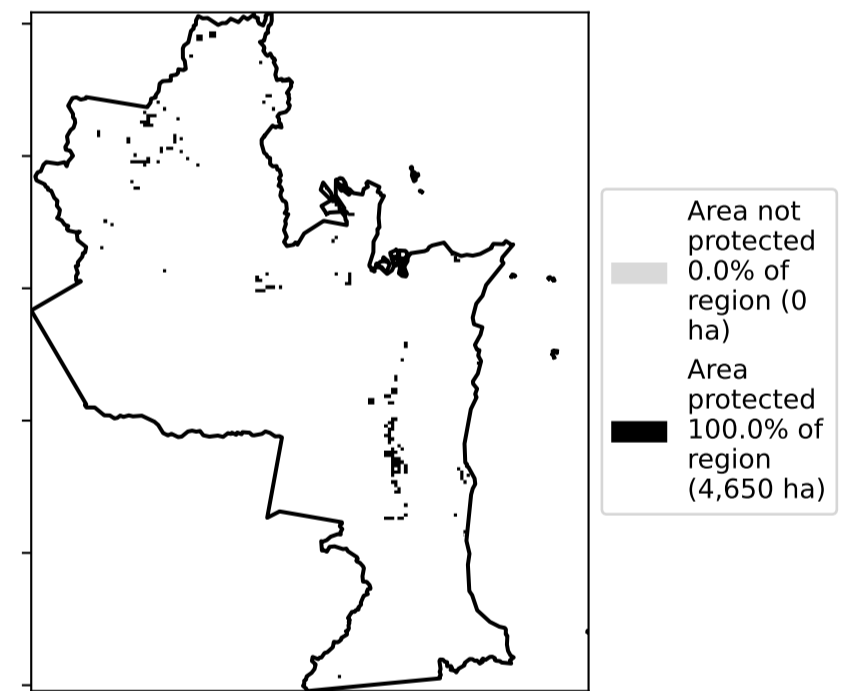 Area not
protected
0.0% of
region (0
ha)
Area
protected
100.0% of
region
(4,650 ha)